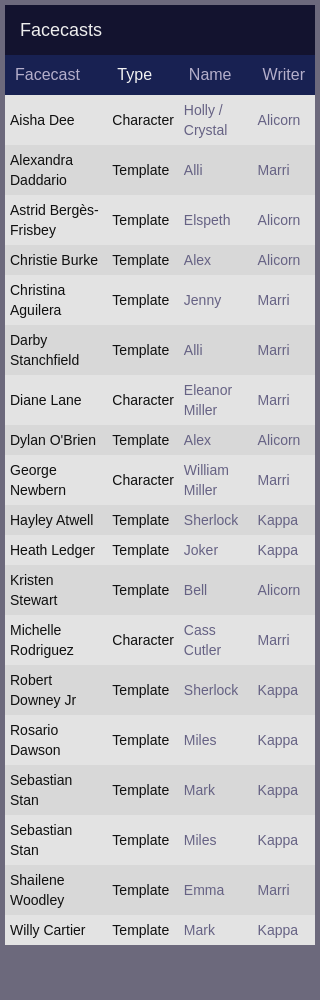 Facecasts
Facecast Type Name Writer
Aisha Dee Character Holly / Crystal Alicorn
Alexandra Daddario Template Alli Marri
Astrid Bergès-Frisbey Template Elspeth Alicorn
Christie Burke Template Alex Alicorn
Christina Aguilera Template Jenny Marri
Darby Stanchfield Template Alli Marri
Diane Lane Character Eleanor Miller Marri
Dylan O'Brien Template Alex Alicorn
George Newbern Character William Miller Marri
Hayley Atwell Template Sherlock Kappa
Heath Ledger Template Joker Kappa
Kristen Stewart Template Bell Alicorn
Michelle Rodriguez Character Cass Cutler Marri
Robert Downey Jr Template Sherlock Kappa
Rosario Dawson Template Miles Kappa
Sebastian Stan Template Mark Kappa
Sebastian Stan Template Miles Kappa
Shailene Woodley Template Emma Marri
Willy Cartier Template Mark Kappa